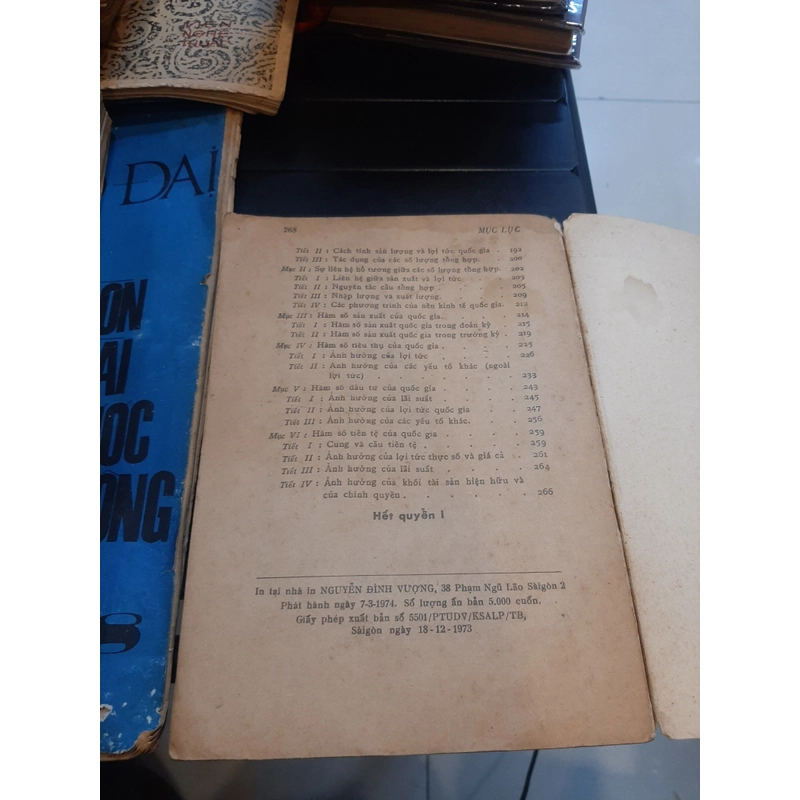 ĐẠI
268 MỤC LỤC
Tiết II : Cách tính sản lượng và lợi tức quốc gia . 192
Tiết III : Tác dụng của các số lượng tổng hợp. . 200
Mục II : Sự liên hệ hỗ tương giữa các số lượng tổng hợp. 202
Tiết I : Liên hệ giữa sản xuất và lợi tức. . . 203
Tiết II : Nguyên tắc cầu tổng hợp . . . . 205
Tiết III : Nhập lượng và xuất lượng. . . . 209
Tiết IV : Các phương trình của nền kinh tế quốc gia. 212
Mục III : Hàm số sản xuất của quốc gia. . . . 214
Tiết I : Hàm số sản xuất quốc gia trong đoản kỳ . 215
Tiết II : Hàm số sản xuất quốc gia trong trường kỳ . 219
Mục IV : Hàm số tiêu thụ của quốc gia . . . . 225
Tiết I : Ảnh hưởng của lợi tức . . . . 226
Tiết II : Ảnh hưởng của các yếu tố khác (ngoài
lợi tức) . . . . . . . 233
Mục V : Hàm số đầu tư của quốc gia . . . . 243
Tiết I : Ảnh hưởng của lãi suất . . . . 245
Tiết II : Ảnh hưởng của lợi tức quốc gia . . . 247
Tiết III : Ảnh hưởng của các yếu tố khác. . . . 256
Mục VI : Hàm số tiền tệ của quốc gia . . . . 259
Tiết I : Cung và cầu tiền tệ . . . . . 259
Tiết II : Ảnh hưởng của lợi tức thực số và giá cả . 261
Tiết III : Ảnh hưởng của lãi suất . . . . 264
Tiết IV : Ảnh hưởng của khối tài sản hiện hữu và
của chính quyền . . . . . . 266
Hết quyển I
In tại nhà in NGUYỄN ĐÌNH VƯỢNG, 38 Phạm Ngũ Lão Sàigòn 2
Phát hành ngày 7-3-1974. Số lượng ấn bản 5.000 cuốn.
Giấy phép xuất bản số 5501/PTUDV/KSALP/TB,
Sàigòn ngày 18-12-1973